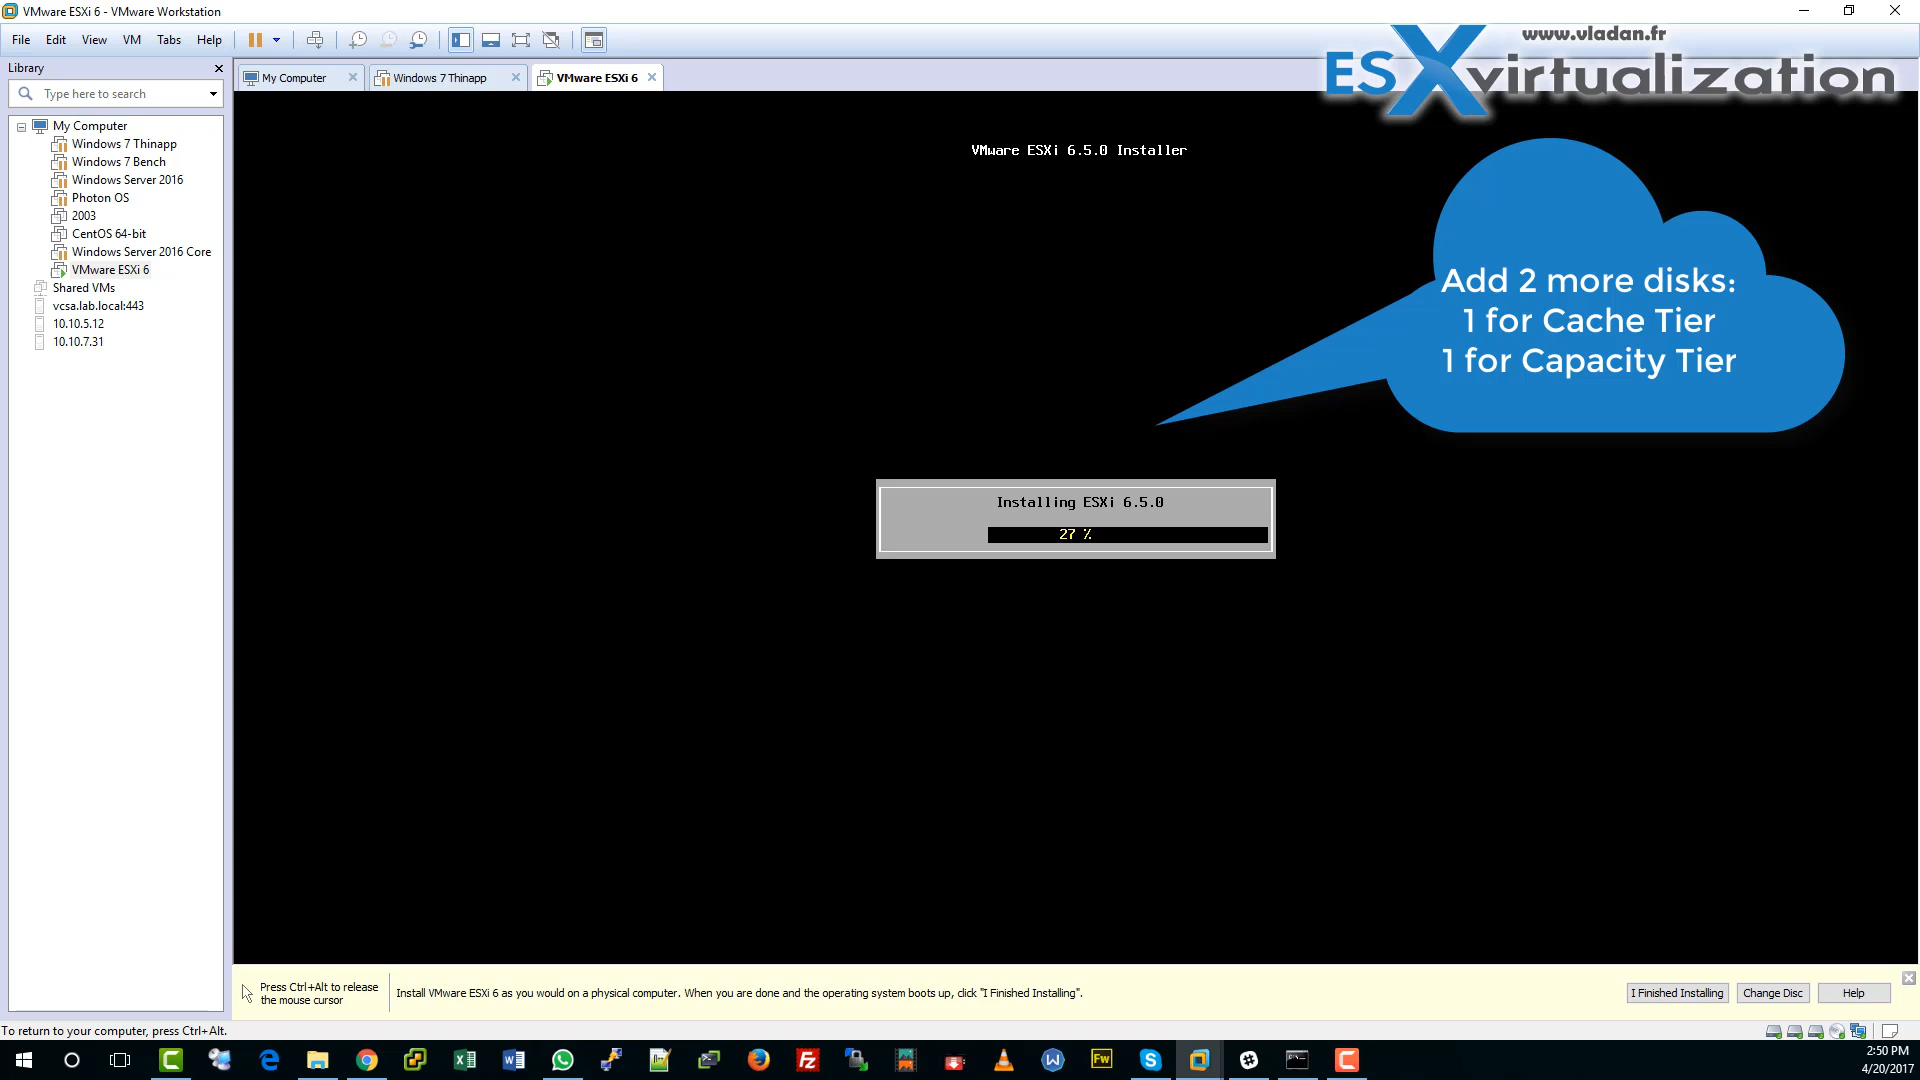 VMware ESXi 6 - VMware Workstation
File Edit View VM Tabs Help
www.vladan.fr
ESXvirtualization
Library
Type here to search
My Computer
Windows 7 Thinapp
VMware ESXi 6
My Computer
Windows 7 Thinapp
Windows 7 Bench
Windows Server 2016
Photon OS
2003
CentOS 64-bit
Windows Server 2016 Core
VMware ESXi 6
Shared VMs
vcsa.lab.local:443
10.10.5.12
10.10.7.31
VMware ESXi 6.5.0 Installer
Add 2 more disks:
1 for Cache Tier
1 for Capacity Tier
Installing ESXi 6.5.0
27 %
Press Ctrl+Alt to release
the mouse cursor
Install VMware ESXi 6 as you would on a physical computer. When you are done and the operating system boots up, click "I Finished Installing".
I Finished Installing
Change Disc
Help
To return to your computer, press Ctrl+Alt.
Fw
2:50 PM
4/20/2017